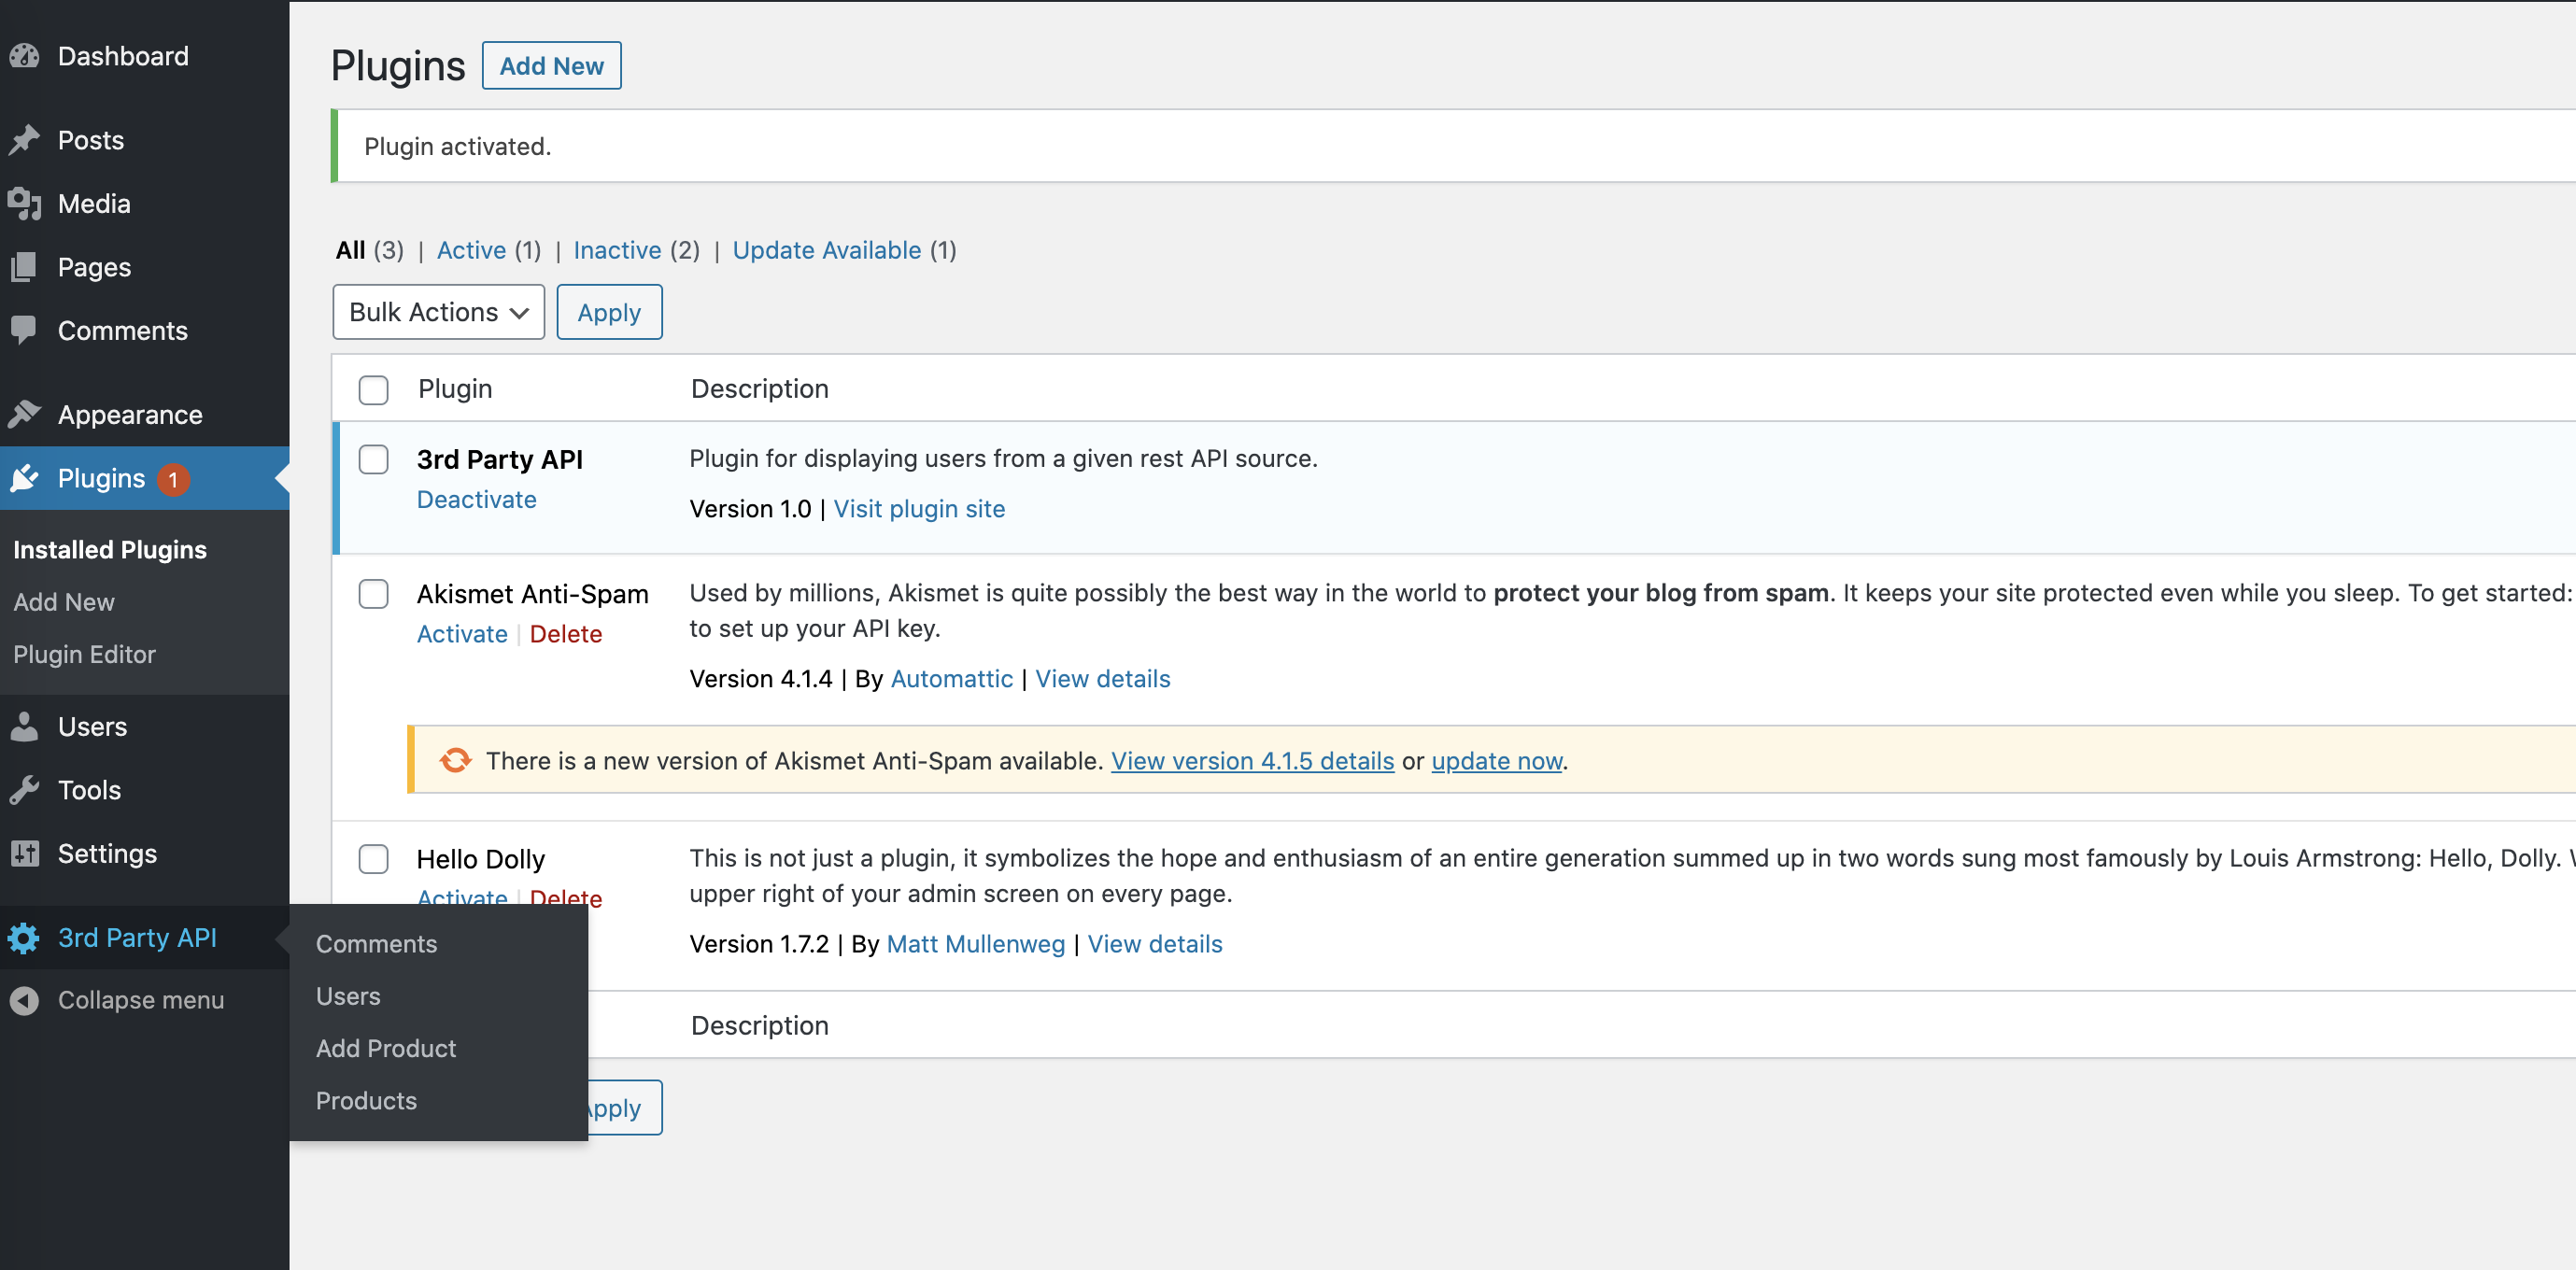 Dashboard
Posts
Media
Pages
Comments
Appearance
Plugins 1
Installed Plugins
Add New
Plugin Editor
Users
Tools
Settings
3rd Party API
Collapse menu
Comments
Users
Add Product
Products
Plugins Add New
Plugin activated.
All (3) | Active (1) | Inactive (2) | Update Available (1)
Bulk Actions Apply
Plugin Description
3rd Party API
Deactivate
Plugin for displaying users from a given rest API source.
Version 1.0 | Visit plugin site
Akismet Anti-Spam
Activate | Delete
Used by millions, Akismet is quite possibly the best way in the world to protect your blog from spam. It keeps your site protected even while you sleep. To get started:
to set up your API key.
Version 4.1.4 | By Automattic | View details
There is a new version of Akismet Anti-Spam available. View version 4.1.5 details or update now.
Hello Dolly
Activate | Delete
This is not just a plugin, it symbolizes the hope and enthusiasm of an entire generation summed up in two words sung most famously by Louis Armstrong: Hello, Dolly.
upper right of your admin screen on every page.
Version 1.7.2 | By Matt Mullenweg | View details
Description
Apply